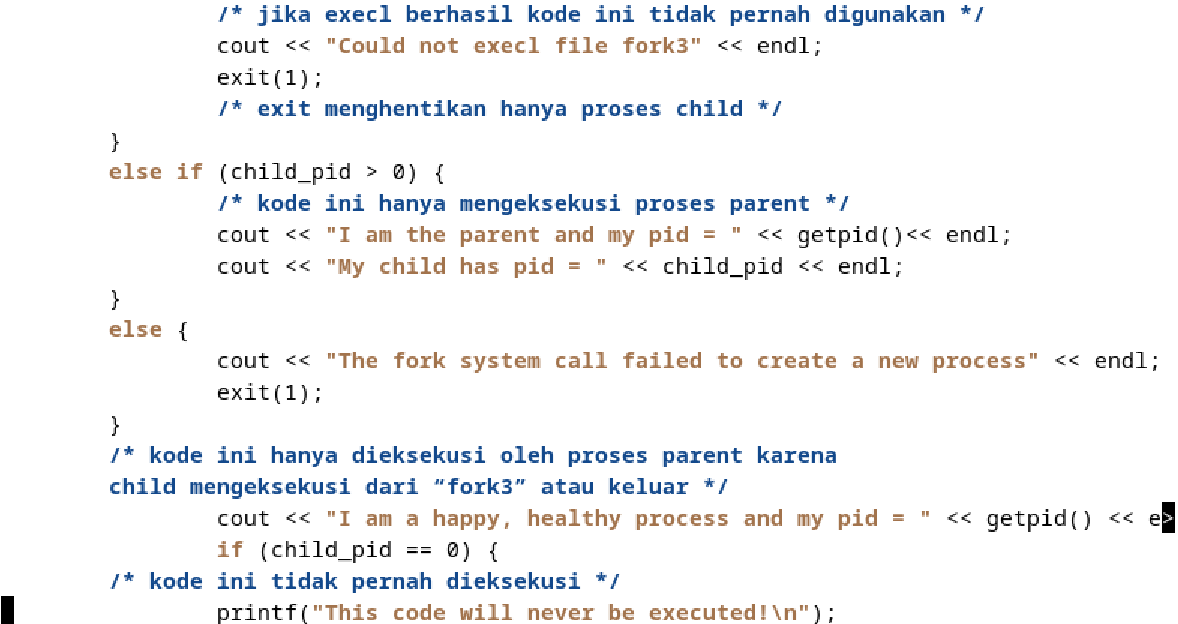 /* jika execl berhasil kode ini tidak pernah digunakan */
cout << "Could not execl file fork3" << endl;
exit(1);
/* exit menghentikan hanya proses child */
}
else if (child_pid > 0) {
/* kode ini hanya mengeksekusi proses parent */
cout << "I am the parent and my pid = " << getpid()<< endl;
cout << "My child has pid = " << child_pid << endl;
}
else {
cout << "The fork system call failed to create a new process" << endl;
exit(1);
}
/* kode ini hanya dieksekusi oleh proses parent karena
child mengeksekusi dari “fork3” atau keluar */
cout << "I am a happy, healthy process and my pid = " << getpid() << e>
if (child_pid == 0) {
/* kode ini tidak pernah dieksekusi */
printf("This code will never be executed!\n");